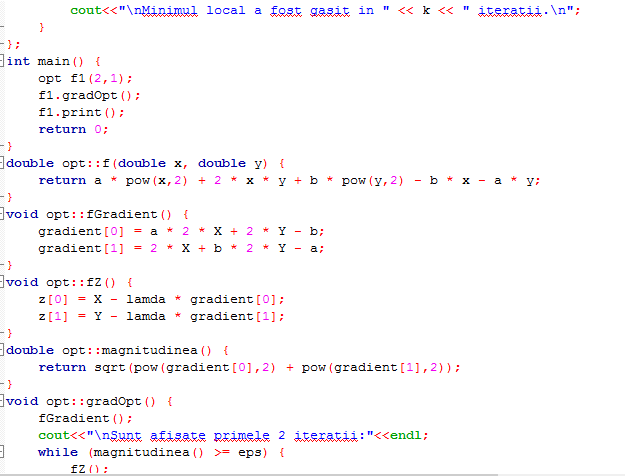 cout<<"\nMinimul local a fost gasit in " << k << " iteratii.\n";
}
};
int main() {
opt f1(2,1);
f1.gradOpt();
f1.print();
return 0;
}
double opt::f(double x, double y) {
return a * pow(x,2) + 2 * x * y + b * pow(y,2) - b * x - a * y;
}
void opt::fGradient() {
gradient[0] = a * 2 * X + 2 * Y - b;
gradient[1] = 2 * X + b * 2 * Y - a;
}
void opt::fZ() {
z[0] = X - lamda * gradient[0];
z[1] = Y - lamda * gradient[1];
}
double opt::magnitudinea() {
return sqrt(pow(gradient[0],2) + pow(gradient[1],2));
}
void opt::gradOpt() {
fGradient();
cout<<"\nSunt afisate primele 2 iteratii:"<<endl;
while (magnitudinea() >= eps) {
fZ();